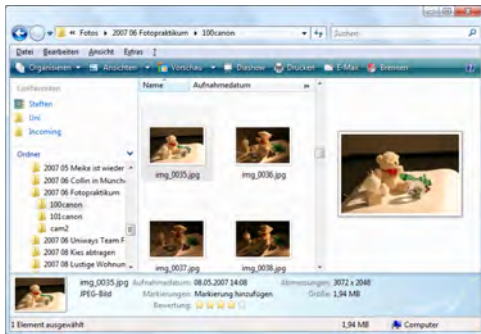 « Fotos ▸ 2007 06 Fotopraktikum ▸ 100canon
Suchen
Datei Bearbeiten Ansicht Extras ?
Organisieren Ansichten Vorschau Diashow Drucken E-Mail Brennen
Linkfavoriten
Steffen
Uni
Incoming
Ordner
2007 05 Meike ist wieder
2007 06 Collin in Münch
2007 06 Fotopraktikum
100canon
101canon
cam2
2007 06 Uniways Team F
2007 08 Kies abtragen
2007 08 Lustige Wohnun
Name Aufnahmedatum »
img_0035.jpg img_0036.jpg
img_0037.jpg img_0038.jpg
img_0035.jpg Aufnahmedatum: 08.05.2007 14:08 Abmessungen: 3072 x 2048
JPEG-Bild Markierungen: Markierung hinzufügen Größe: 1,94 MB
Bewertung:
1 Element ausgewählt 1,94 MB Computer